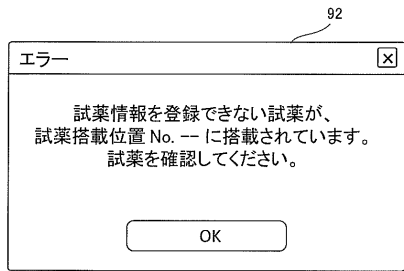 92
エラー
試薬情報を登録できない試薬が、
試薬搭載位置 No. -- に搭載されています。
試薬を確認してください。
OK